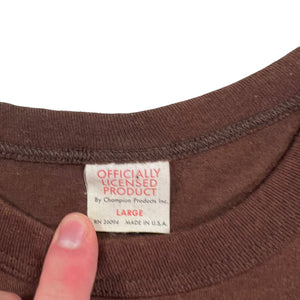 OFFICIALLY
LICENSED
PRODUCT
By Champion Products Inc.
LARGE
RN 26094 MADE IN U.S.A.